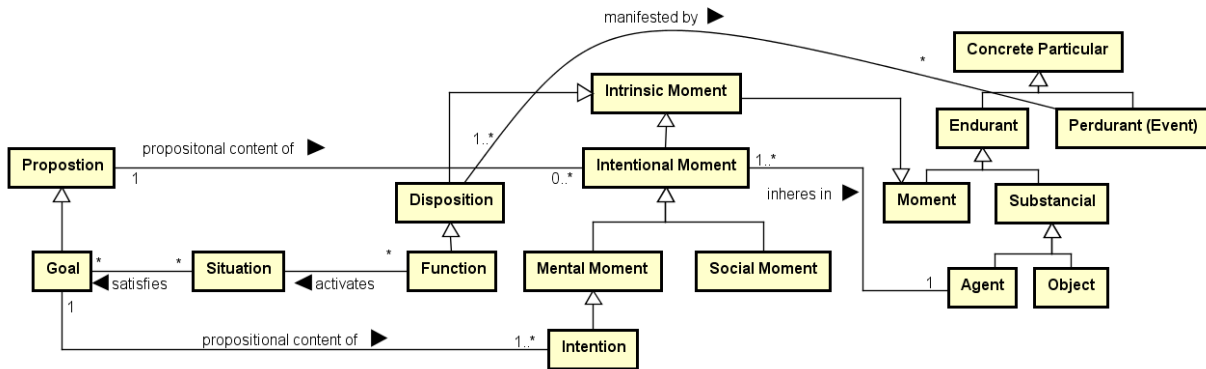 manifested by ►
Concrete Particular
*
Intrinsic Moment
Endurant
Perdurant (Event)
1..*
propositonal content of ►
Propostion
1
0..*
Intentional Moment
1..*
inheres in ►
Disposition
Moment
Substancial
Goal
*
◄ satisfies
*
Situation
◄ activates
*
Function
Mental Moment
Social Moment
1
Agent
Object
1
propositional content of ►
1..*
Intention